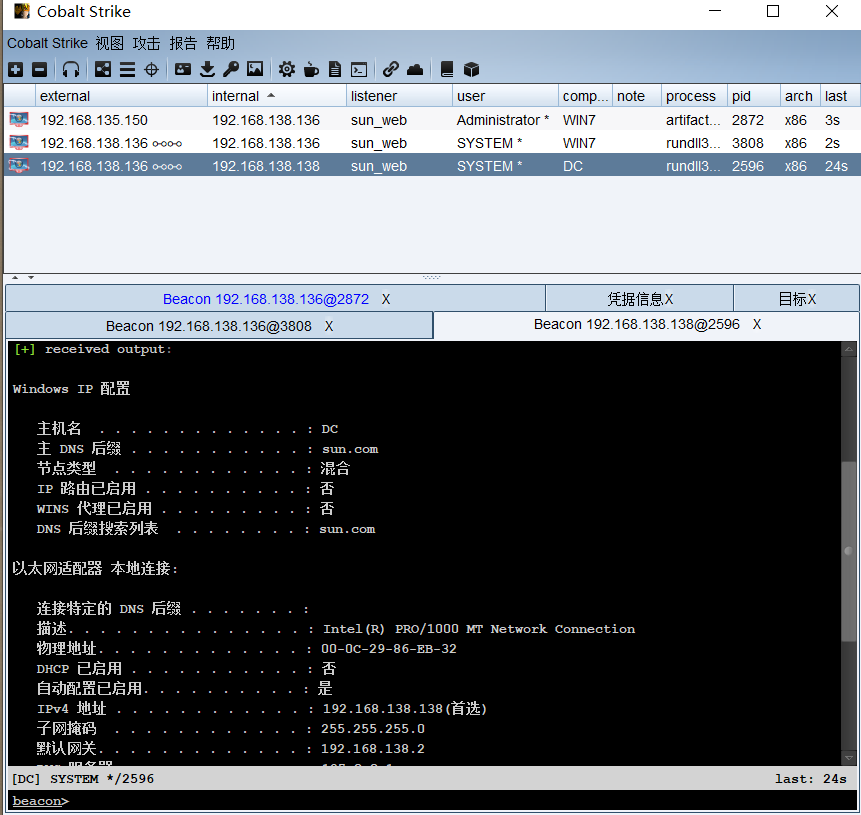 Cobalt Strike
Cobalt Strike 视图 攻击 报告 帮助
external internal listener user comp... note process pid arch last
192.168.135.150 192.168.138.136 sun_web Administrator * WIN7 artifact... 2872 x86 3s
192.168.138.136 192.168.138.136 sun_web SYSTEM * WIN7 rundll3... 3808 x86 2s
192.168.138.136 192.168.138.138 sun_web SYSTEM * DC rundll3... 2596 x86 24s
Beacon 192.168.138.136@2872 X 凭据信息X 目标X
Beacon 192.168.138.136@3808 X Beacon 192.168.138.138@2596 X
[+] received output:
Windows IP 配置
主机名 . . . . . . . . . . . . . : DC
主 DNS 后缀 . . . . . . . . . . . : sun.com
节点类型 . . . . . . . . . . . . : 混合
IP 路由已启用 . . . . . . . . . . : 否
WINS 代理已启用 . . . . . . . . . : 否
DNS 后缀搜索列表 . . . . . . . . : sun.com
以太网适配器 本地连接:
连接特定的 DNS 后缀 . . . . . . . :
描述. . . . . . . . . . . . . . . : Intel(R) PRO/1000 MT Network Connection
物理地址. . . . . . . . . . . . . : 00-0C-29-86-EB-32
DHCP 已启用 . . . . . . . . . . . : 否
自动配置已启用. . . . . . . . . . : 是
IPv4 地址 . . . . . . . . . . . . : 192.168.138.138(首选)
子网掩码 . . . . . . . . . . . . : 255.255.255.0
默认网关. . . . . . . . . . . . . : 192.168.138.2
[DC] SYSTEM */2596 last: 24s
beacon>